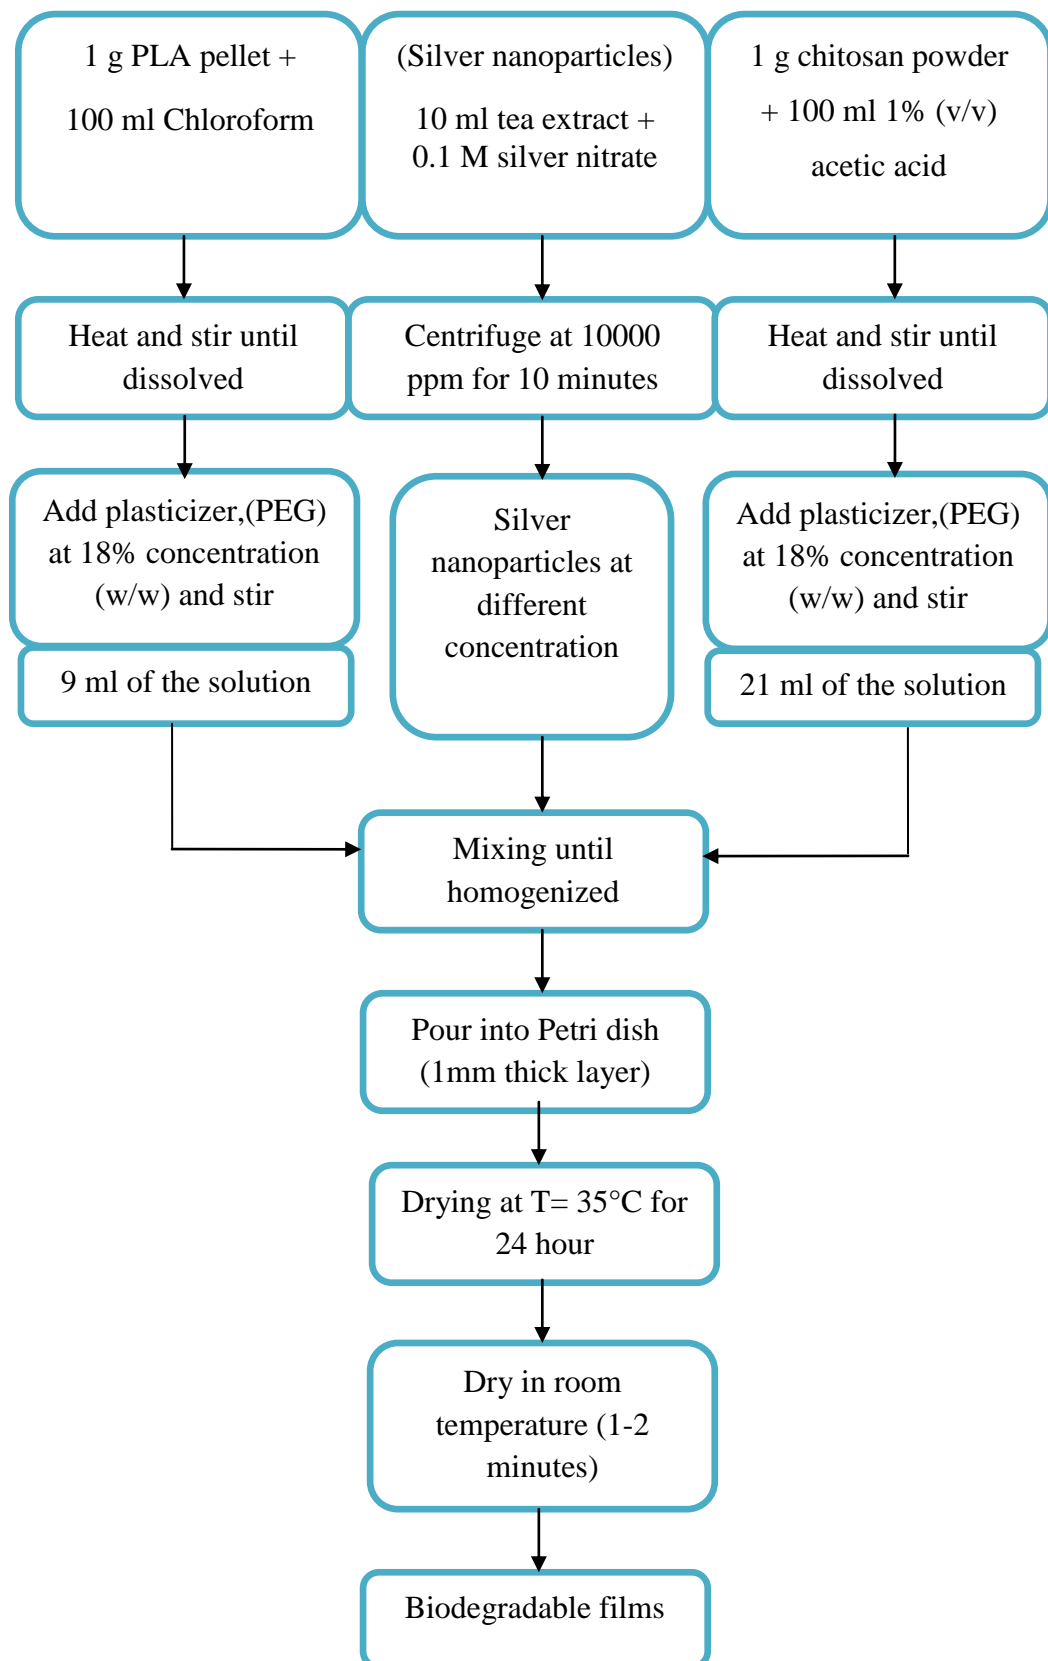 1 g PLA pellet +
100 ml Chloroform
(Silver nanoparticles)
10 ml tea extract +
0.1 M silver nitrate
1 g chitosan powder
+ 100 ml 1% (v/v)
acetic acid
Heat and stir until
dissolved
Centrifuge at 10000
ppm for 10 minutes
Heat and stir until
dissolved
Add plasticizer,(PEG)
at 18% concentration
(w/w) and stir
Silver
nanoparticles at
different
concentration
Add plasticizer,(PEG)
at 18% concentration
(w/w) and stir
9 ml of the solution
21 ml of the solution
Mixing until
homogenized
Pour into Petri dish
(1mm thick layer)
Drying at T= 35°C for
24 hour
Dry in room
temperature (1-2
minutes)
Biodegradable films